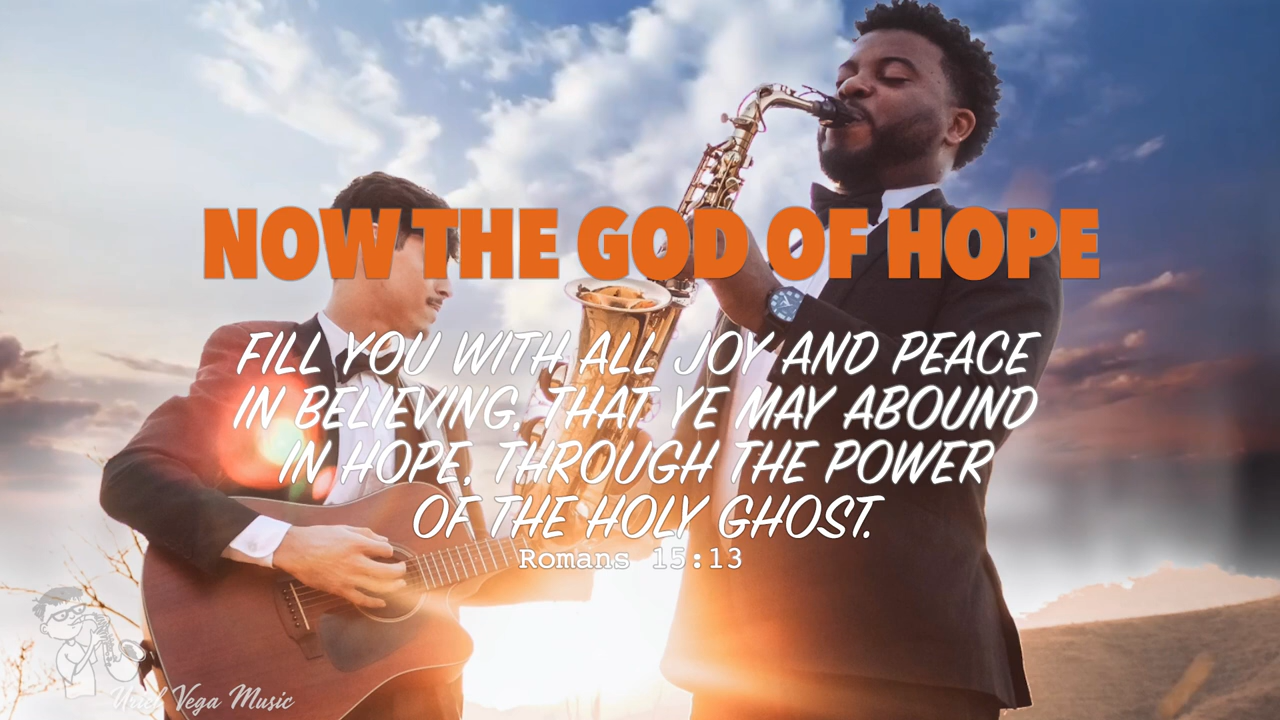 NOW THE GOD OF HOPE
FILL YOU WITH ALL JOY AND PEACE
IN BELIEVING, THAT YE MAY ABOUND
IN HOPE, THROUGH THE POWER
OF THE HOLY GHOST.
Romans 15:13
Uriel Vega Music